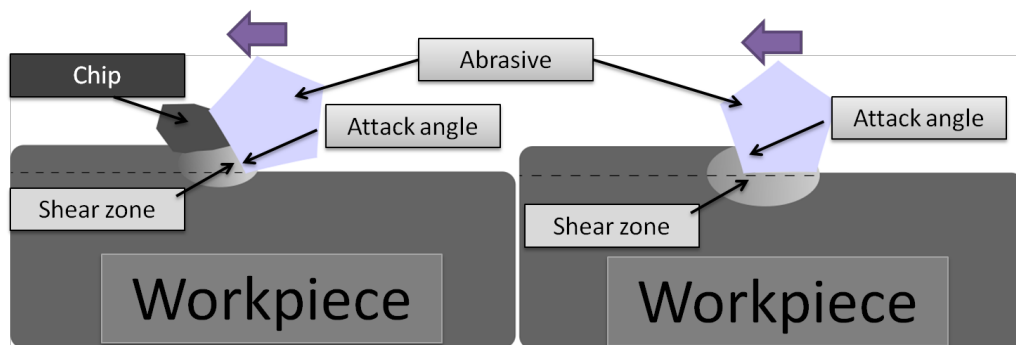 Chip
Abrasive
Attack angle
Shear zone
Workpiece
Attack angle
Shear zone
Workpiece